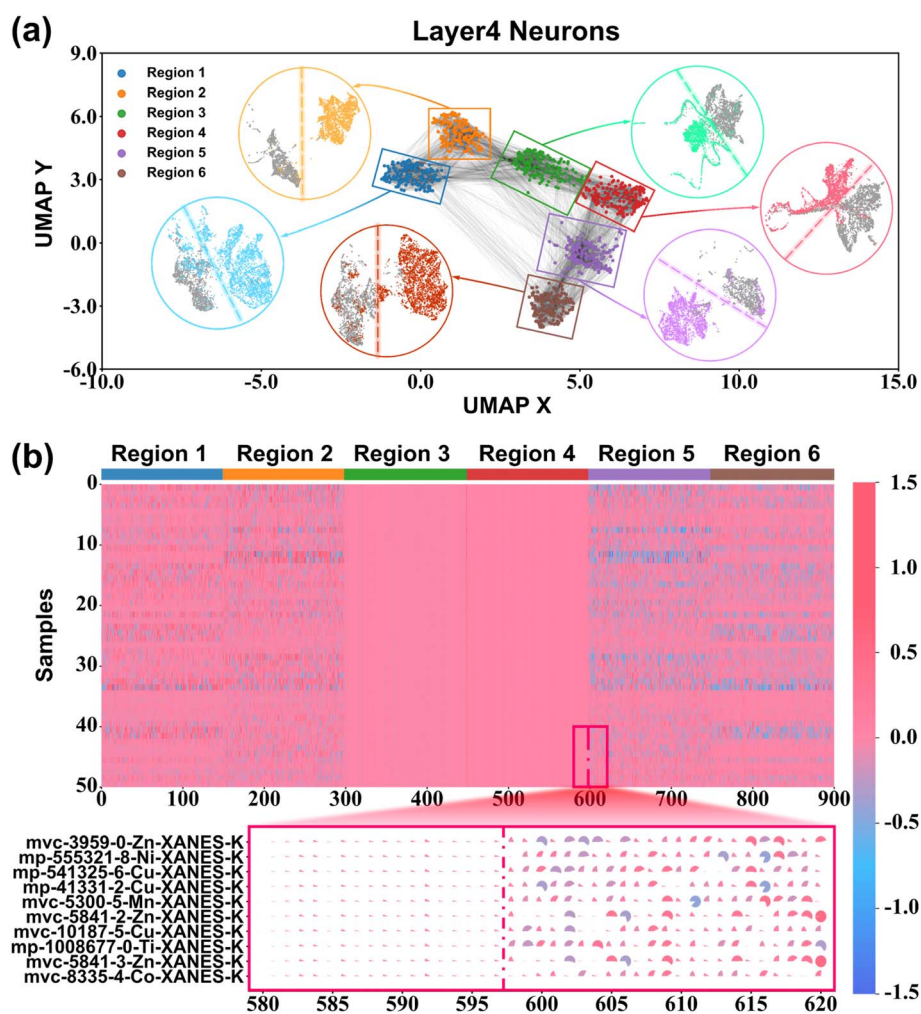 (a)
Layer4 Neurons
9.0
6.0
3.0
0.0
-3.0
-6.0
UMAP Y
Region 1
Region 2
Region 3
Region 4
Region 5
Region 6
-10.0 -5.0 0.0 5.0 10.0 15.0
UMAP X
(b)
Region 1 Region 2 Region 3 Region 4 Region 5 Region 6
0
10
20
30
40
50
Samples
0 100 200 300 400 500 600 700 800 900
1.5
1.0
0.5
0.0
-0.5
-1.0
-1.5
mvc-3959-0-Zn-XANES-K
mp-555321-8-Ni-XANES-K
mp-541325-6-Cu-XANES-K
mp-41331-2-Cu-XANES-K
mvc-5300-5-Mn-XANES-K
mvc-5841-2-Zn-XANES-K
mvc-10187-5-Cu-XANES-K
mp-1008677-0-Ti-XANES-K
mvc-5841-3-Zn-XANES-K
mvc-8335-4-Co-XANES-K
580 585 590 595 600 605 610 615 620